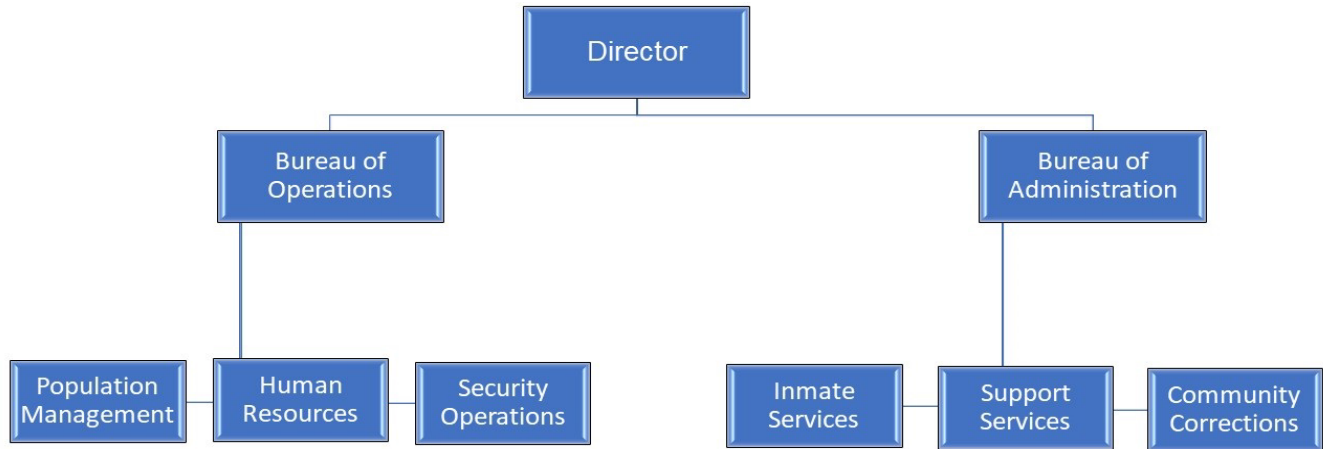 Director
Bureau of
Operations
Bureau of
Administration
Population
Management
Human
Resources
Security
Operations
Inmate
Services
Support
Services
Community
Corrections